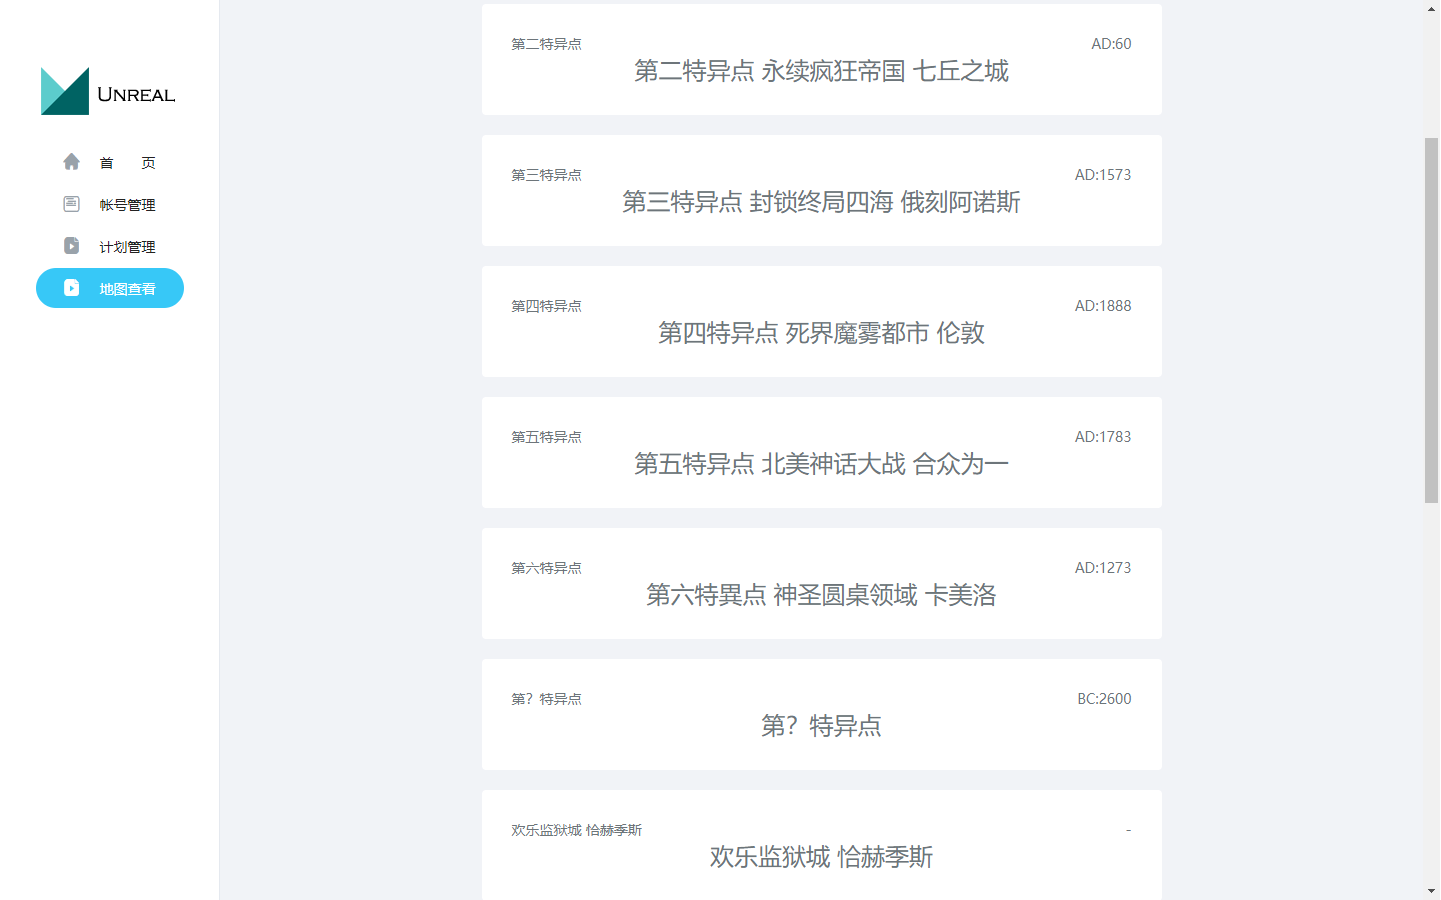 UNREAL
首 页
帐号管理
计划管理
地图查看
第二特异点 AD:60
第二特异点 永续疯狂帝国 七丘之城
第三特异点 AD:1573
第三特异点 封锁终局四海 俄刻阿诺斯
第四特异点 AD:1888
第四特异点 死界魔雾都市 伦敦
第五特异点 AD:1783
第五特异点 北美神话大战 合众为一
第六特异点 AD:1273
第六特異点 神圣圆桌领域 卡美洛
第？特异点 BC:2600
第？特异点
欢乐监狱城 恰赫季斯 -
欢乐监狱城 恰赫季斯